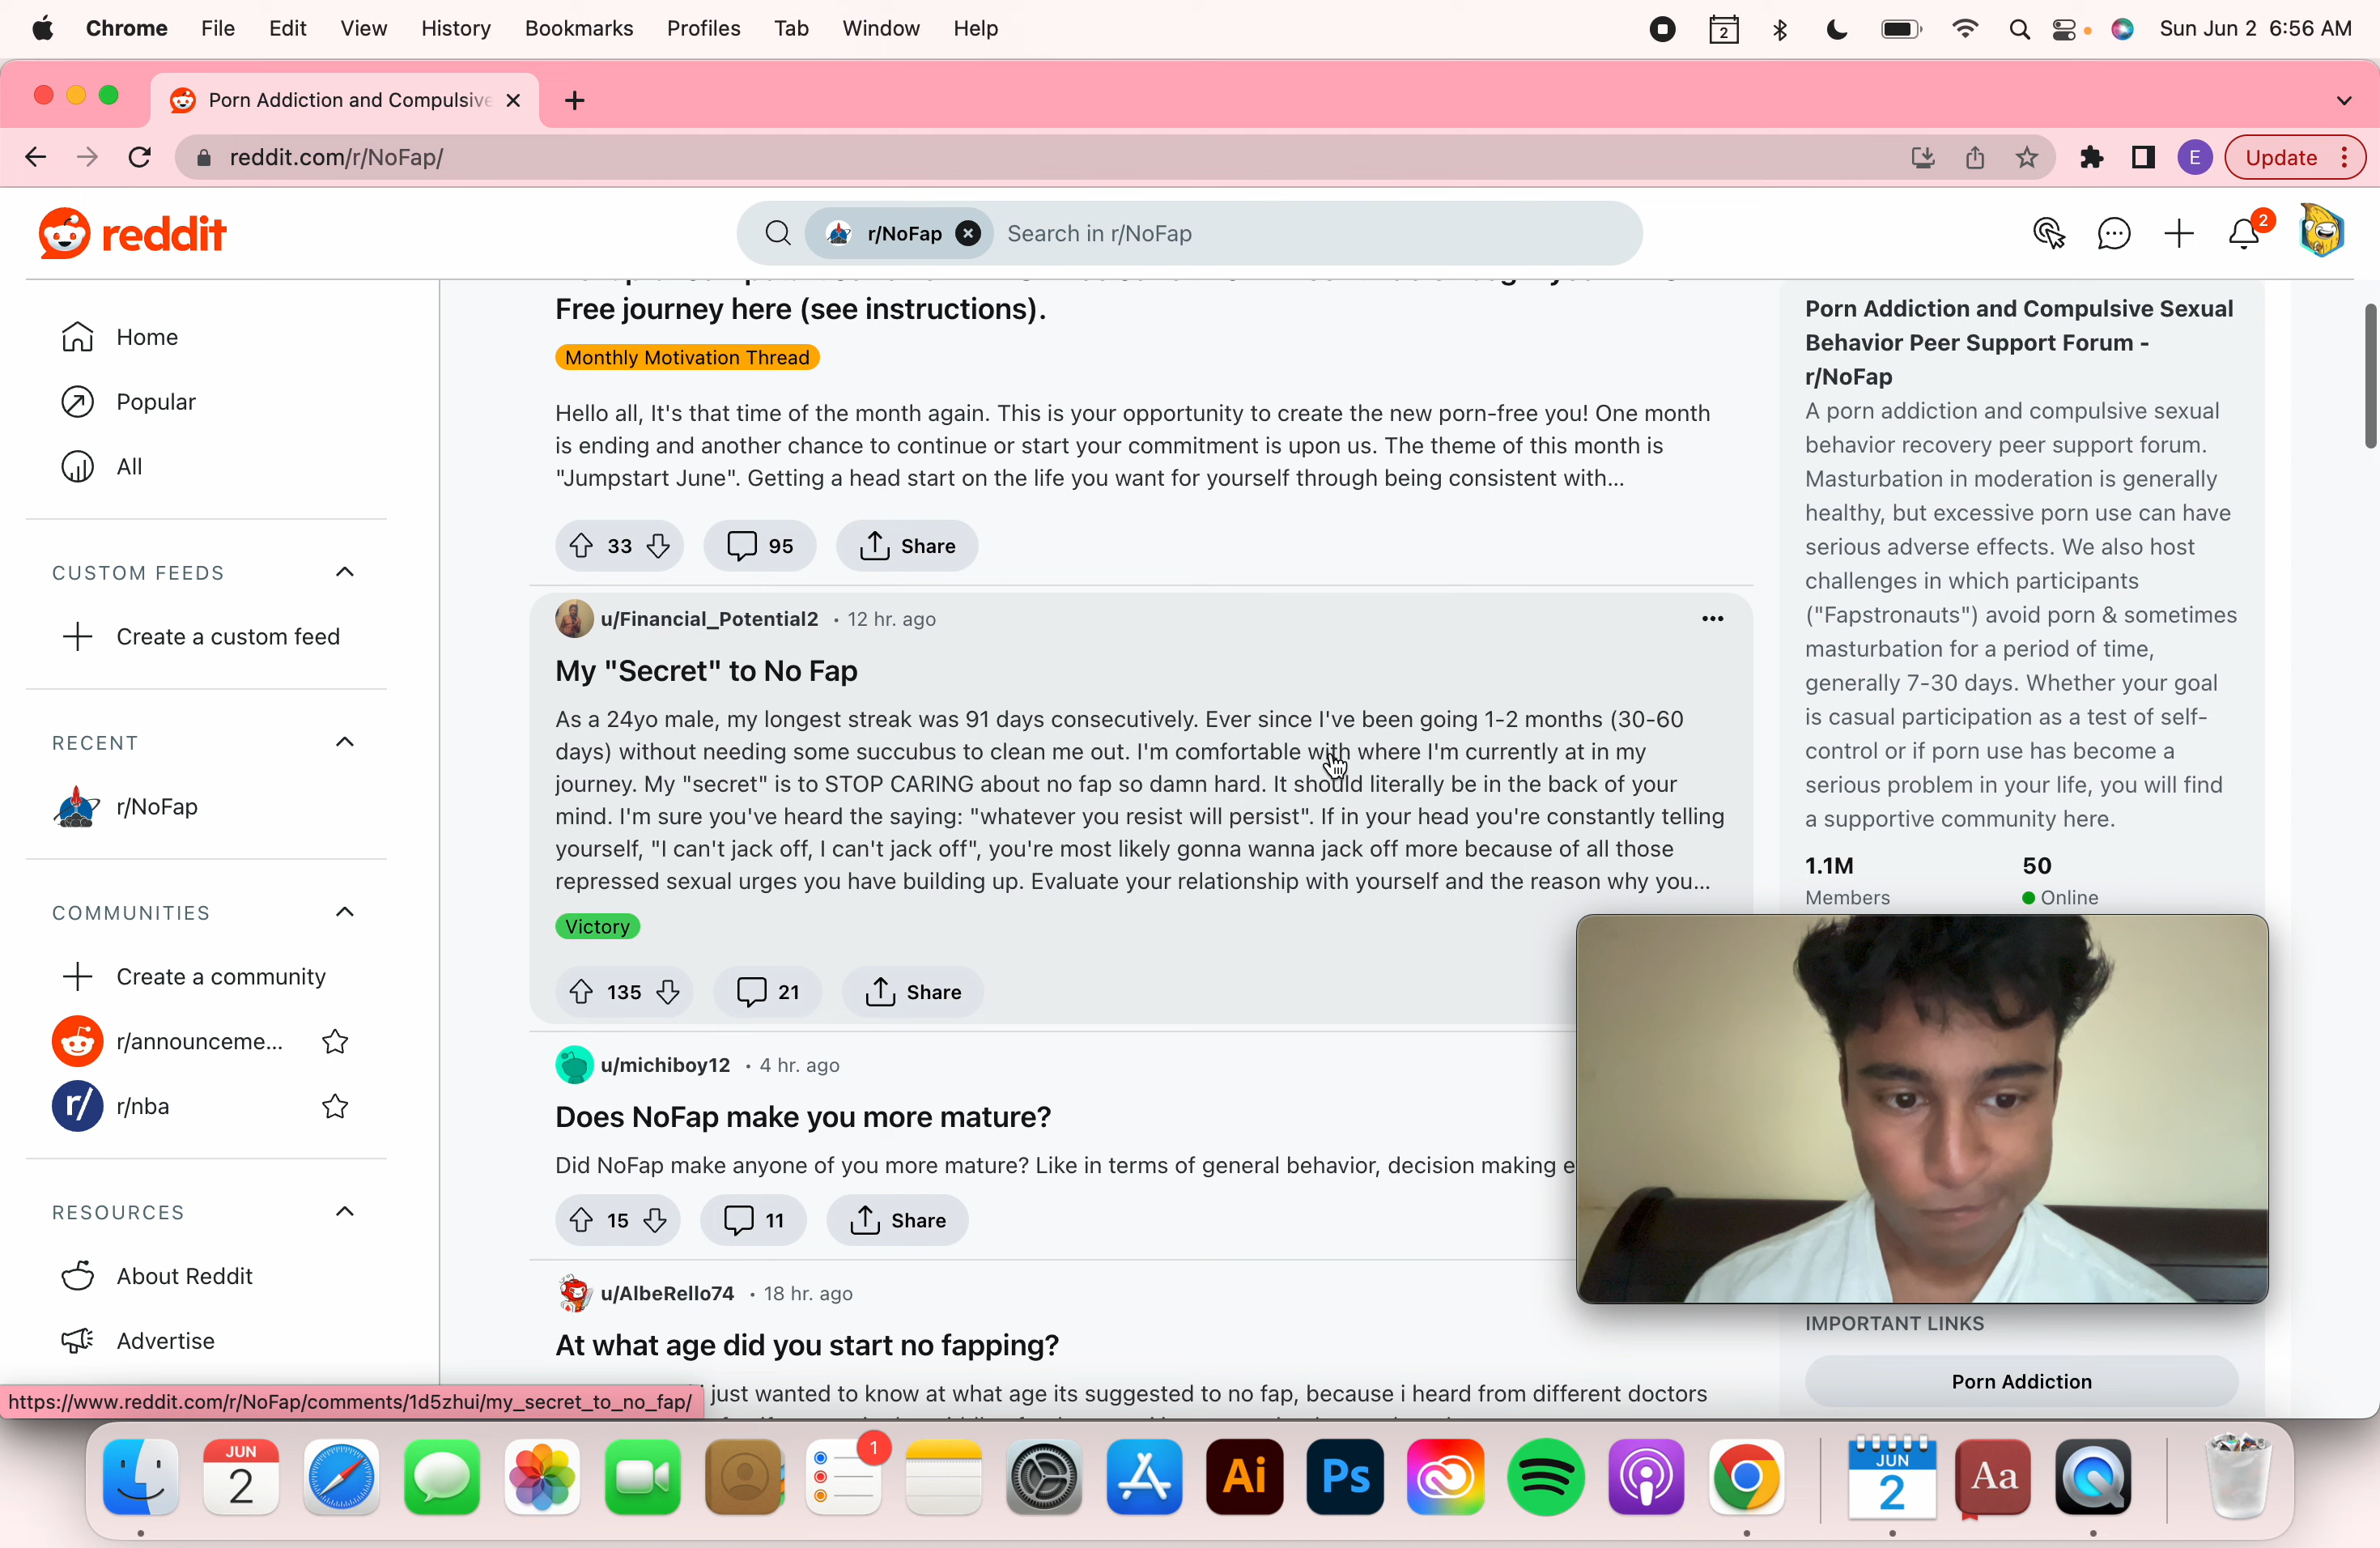 Chrome File Edit View History Bookmarks Profiles Tab Window Help
2
Sun Jun 2 6:56 AM
Porn Addiction and Compulsive
reddit.com/r/NoFap/
E
Update
reddit
r/NoFap
Search in r/NoFap
2
Home
Popular
All
CUSTOM FEEDS
Create a custom feed
RECENT
r/NoFap
COMMUNITIES
Create a community
r/announceme...
r/
r/nba
RESOURCES
About Reddit
Advertise
Free journey here (see instructions).
Monthly Motivation Thread
Hello all, It's that time of the month again. This is your opportunity to create the new porn-free you! One month
is ending and another chance to continue or start your commitment is upon us. The theme of this month is
"Jumpstart June". Getting a head start on the life you want for yourself through being consistent with...
33
95
Share
u/Financial_Potential2 · 12 hr. ago
My "Secret" to No Fap
As a 24yo male, my longest streak was 91 days consecutively. Ever since I've been going 1-2 months (30-60
days) without needing some succubus to clean me out. I'm comfortable with where I'm currently at in my
journey. My "secret" is to STOP CARING about no fap so damn hard. It should literally be in the back of your
mind. I'm sure you've heard the saying: "whatever you resist will persist". If in your head you're constantly telling
yourself, "I can't jack off, I can't jack off", you're most likely gonna wanna jack off more because of all those
repressed sexual urges you have building up. Evaluate your relationship with yourself and the reason why you...
Victory
135
21
Share
u/michiboy12 · 4 hr. ago
Does NoFap make you more mature?
Did NoFap make anyone of you more mature? Like in terms of general behavior, decision making e
15
11
Share
u/AlbeRello74 · 18 hr. ago
At what age did you start no fapping?
just wanted to know at what age its suggested to no fap, because i heard from different doctors
Porn Addiction and Compulsive Sexual
Behavior Peer Support Forum -
r/NoFap
A porn addiction and compulsive sexual
behavior recovery peer support forum.
Masturbation in moderation is generally
healthy, but excessive porn use can have
serious adverse effects. We also host
challenges in which participants
("Fapstronauts") avoid porn & sometimes
masturbation for a period of time,
generally 7-30 days. Whether your goal
is casual participation as a test of self-
control or if porn use has become a
serious problem in your life, you will find
a supportive community here.
1.1M
50
Members
Online
IMPORTANT LINKS
Porn Addiction
https://www.reddit.com/r/NoFap/comments/1d5zhui/my_secret_to_no_fap/
JUN
2
1
Ai
Ps
JUN
2
Aa